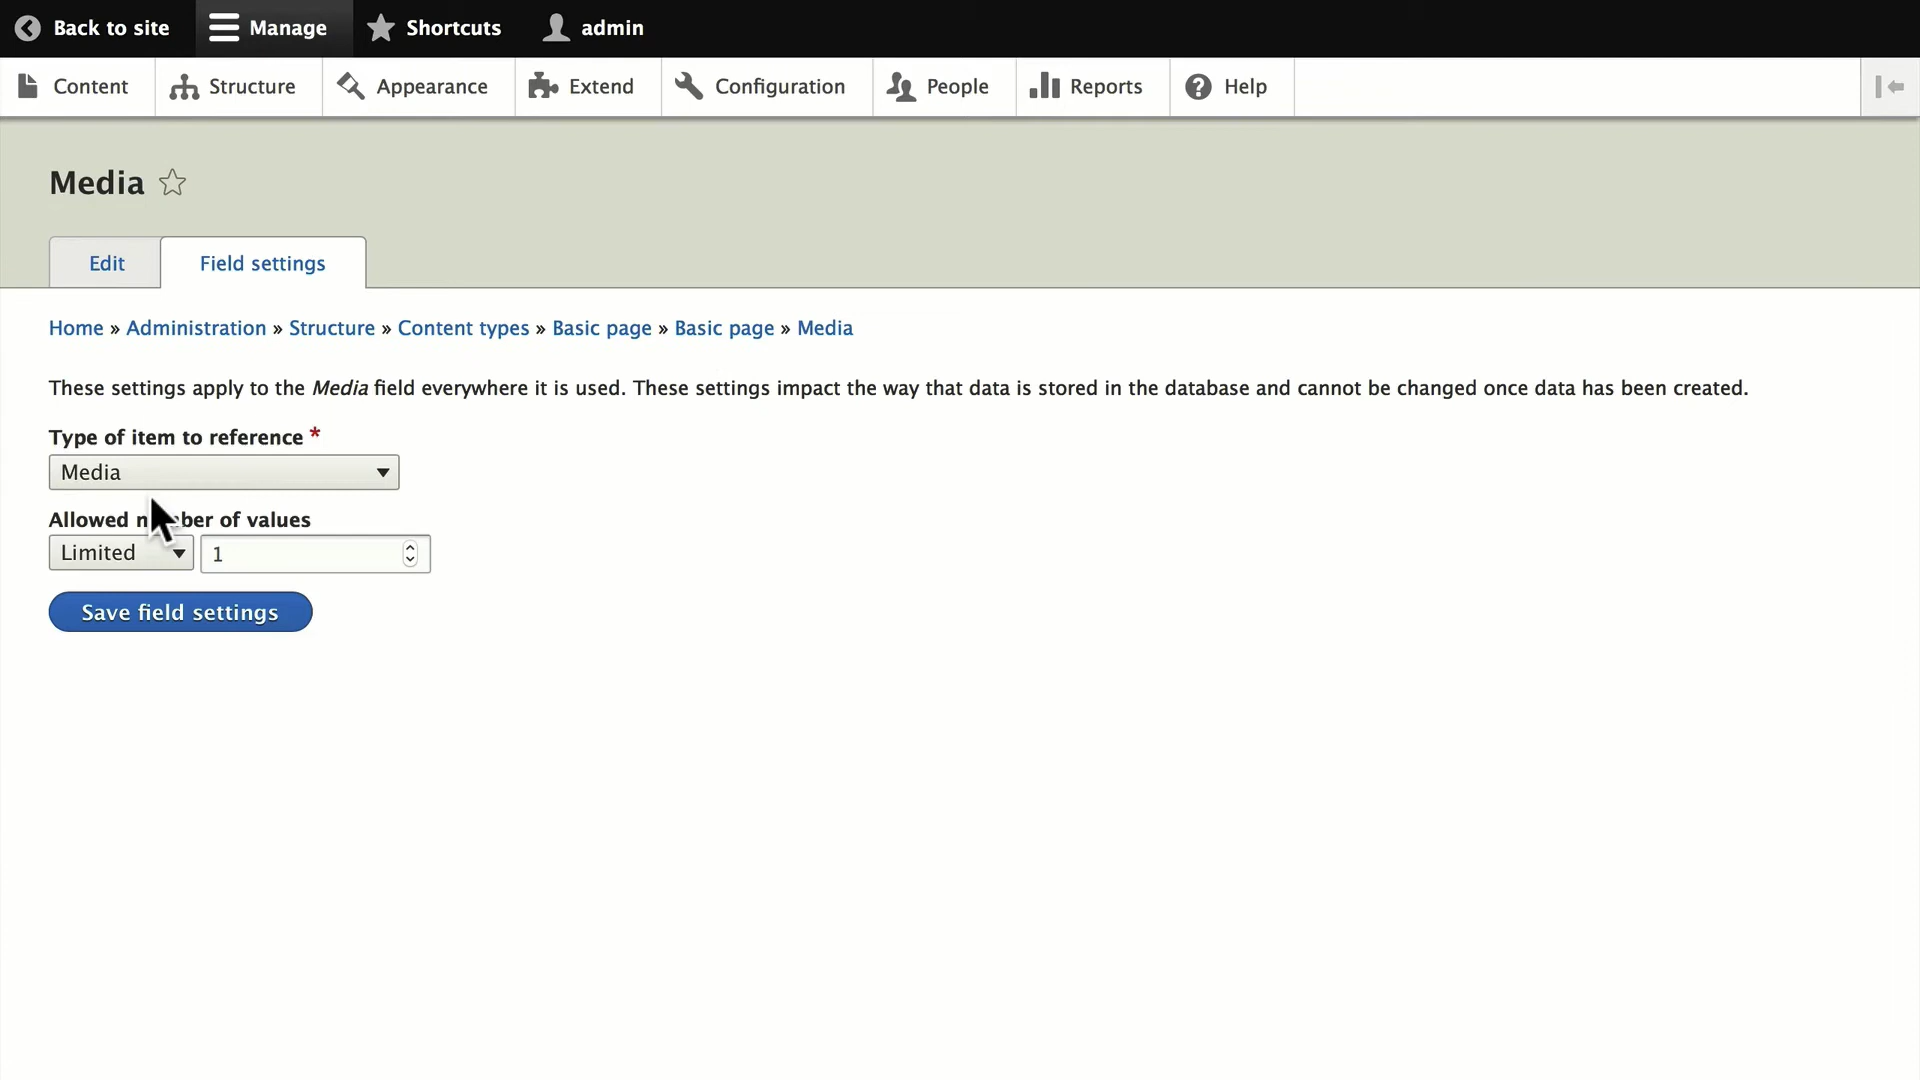 Back to site Manage Shortcuts admin
Content Structure Appearance Extend Configuration People Reports Help
Media
Edit Field settings
Home » Administration » Structure » Content types » Basic page » Basic page » Media
These settings apply to the Media field everywhere it is used. These settings impact the way that data is stored in the database and cannot be changed once data has been created.
Type of item to reference *
Media
Allowed number of values
Limited 1
Save field settings